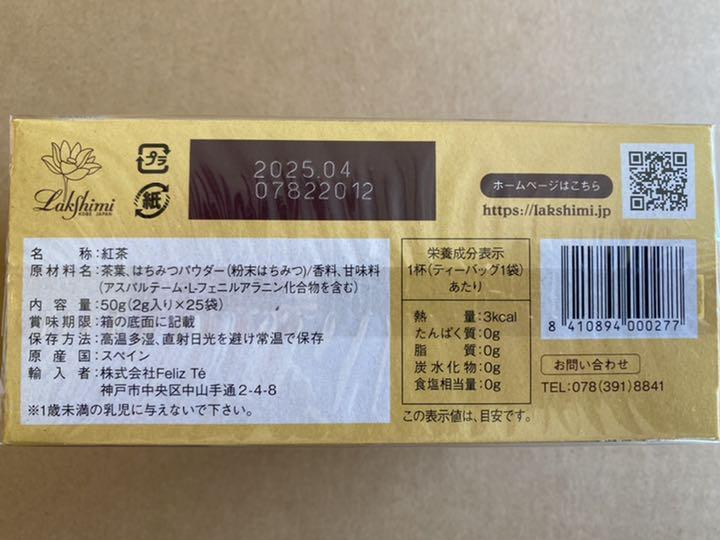 Lakshimi
KOBE JAPAN
プラ
紙
2025.04
07822012
ホームページはこちら
https://lakshimi.jp
名 称:紅茶
原材料名:茶葉、はちみつパウダー(粉末はちみつ)/香料、甘味料
(アスパルテーム・L-フェニルアラニン化合物を含む)
内 容 量:50g(2g入り×25袋)
賞味期限:箱の底面に記載
保存方法:高温多湿、直射日光を避け常温で保存
原 産 国:スペイン
輸 入 者:株式会社Feliz Té
神戸市中央区中山手通2-4-8
※1歳未満の乳児に与えないで下さい。
栄養成分表示
1杯(ティーバッグ1袋)
あたり
熱 量:3kcal
たんぱく質:0g
脂 質:0g
炭水化物:0g
食塩相当量:0g
この表示値は、目安です。
8 410894 000277
お問い合わせ
TEL:078(391)8841